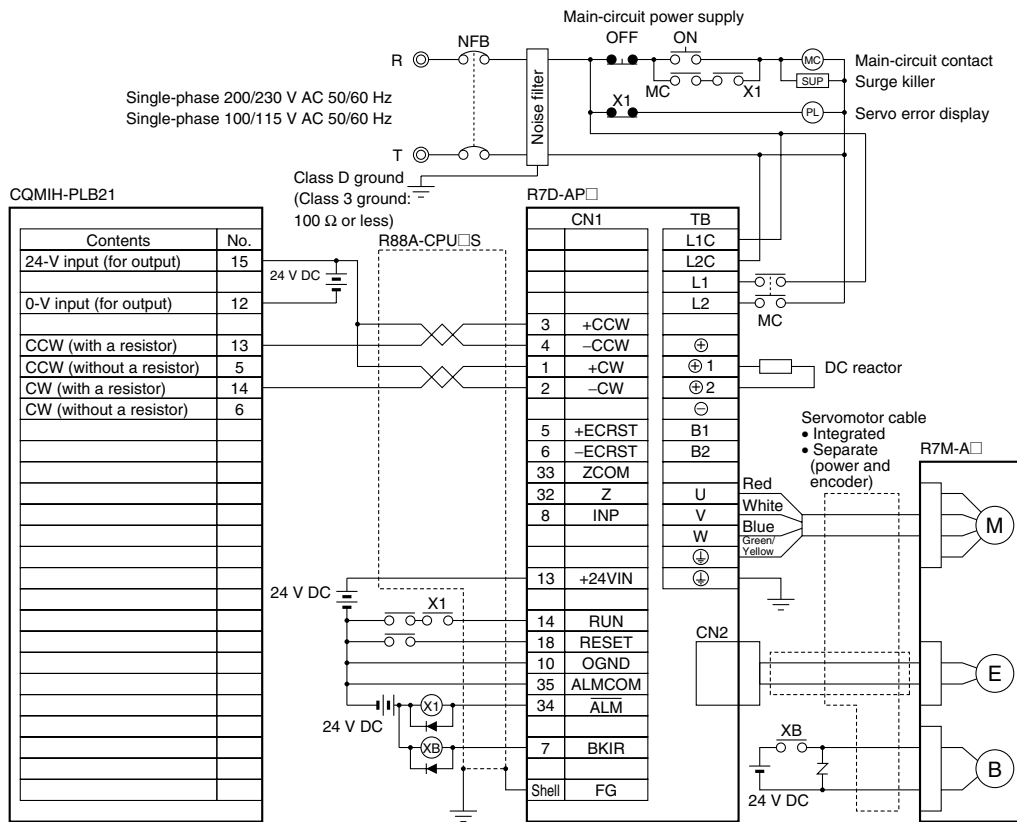 Main-circuit power supply
OFF
ON
NFB
R
MC
Main-circuit contact
SUP
Surge killer
MC
X1
X1
PL
Servo error display
Noise filter
Single-phase 200/230 V AC 50/60 Hz
Single-phase 100/115 V AC 50/60 Hz
T
Class D ground
(Class 3 ground:
100 Ω or less)
CQMIH-PLB21
R7D-AP□
R88A-CPU□S
Contents No.
24-V input (for output) 15
0-V input (for output) 12
CCW (with a resistor) 13
CCW (without a resistor) 5
CW (with a resistor) 14
CW (without a resistor) 6
24 V DC
CN1
3 +CCW
4 −CCW
1 +CW
2 −CW
5 +ECRST
6 −ECRST
33 ZCOM
32 Z
8 INP
13 +24VIN
14 RUN
18 RESET
10 OGND
35 ALMCOM
34 ALM
7 BKIR
Shell FG
TB
L1C
L2C
L1
L2
⊕
⊕ 1
⊕ 2
⊖
B1
B2
U
V
W
MC
DC reactor
Servomotor cable
• Integrated
• Separate
(power and
encoder)
R7M-A□
Red
White
Blue
Green/
Yellow
M
24 V DC
X1
CN2
E
X1
24 V DC
XB
XB
24 V DC
B